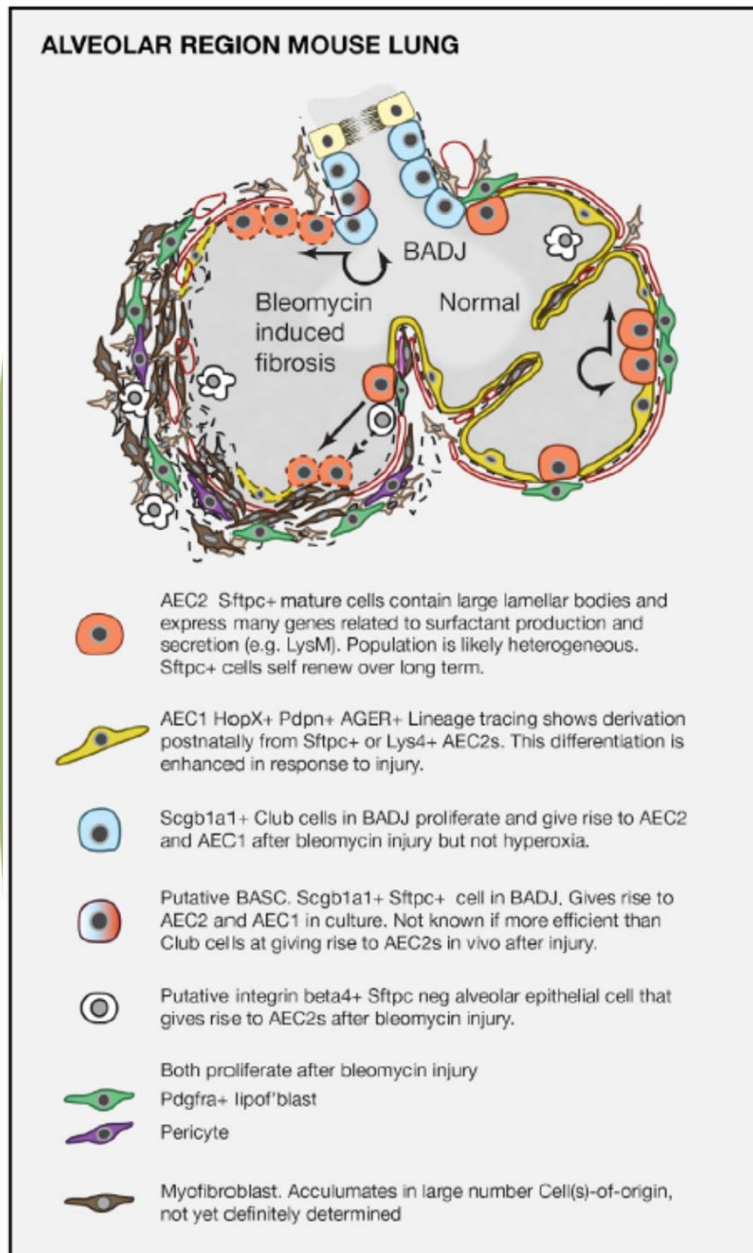 ALVEOLAR REGION MOUSE LUNG
BADJ
Bleomycin
induced
fibrosis
Normal
AEC2 Sftpc+ mature cells contain large lamellar bodies and
express many genes related to surfactant production and
secretion (e.g. LysM). Population is likely heterogeneous.
Sftpc+ cells self renew over long term.
AEC1 HopX+ Pdpn+ AGER+ Lineage tracing shows derivation
postnatally from Sftpc+ or Lys4+ AEC2s. This differentiation is
enhanced in response to injury.
Scgb1a1+ Club cells in BADJ proliferate and give rise to AEC2
and AEC1 after bleomycin injury but not hyperoxia.
Putative BASC. Scgb1a1+ Sftpc+ cell in BADJ. Gives rise to
AEC2 and AEC1 in culture. Not known if more efficient than
Club cells at giving rise to AEC2s in vivo after injury.
Putative integrin beta4+ Sftpc neg alveolar epithelial cell that
gives rise to AEC2s after bleomycin injury.
Both proliferate after bleomycin injury
Pdgfra+ lipof'blast
Pericyte
Myofibroblast. Acculumates in large number Cell(s)-of-origin,
not yet definitely determined